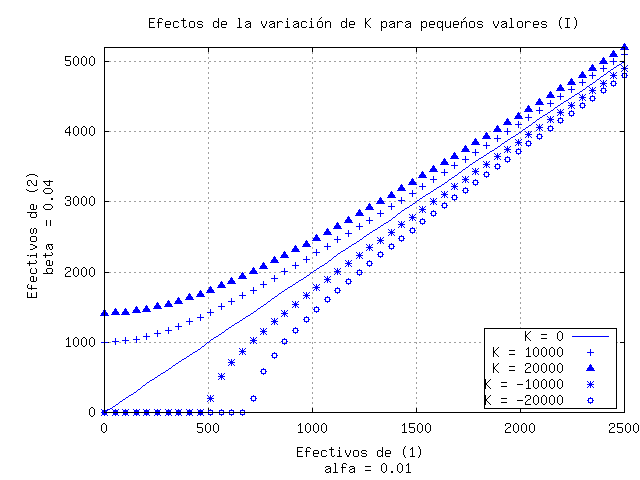 Efectos de la variación de K para pequeños valores (I)
5000
4000
3000
2000
1000
0
Efectivos de (2)
beta = 0.04
K = 0
K = 10000
K = 20000
K = -10000
K = -20000
0
500
1000
1500
2000
2500
Efectivos de (1)
alfa = 0.01